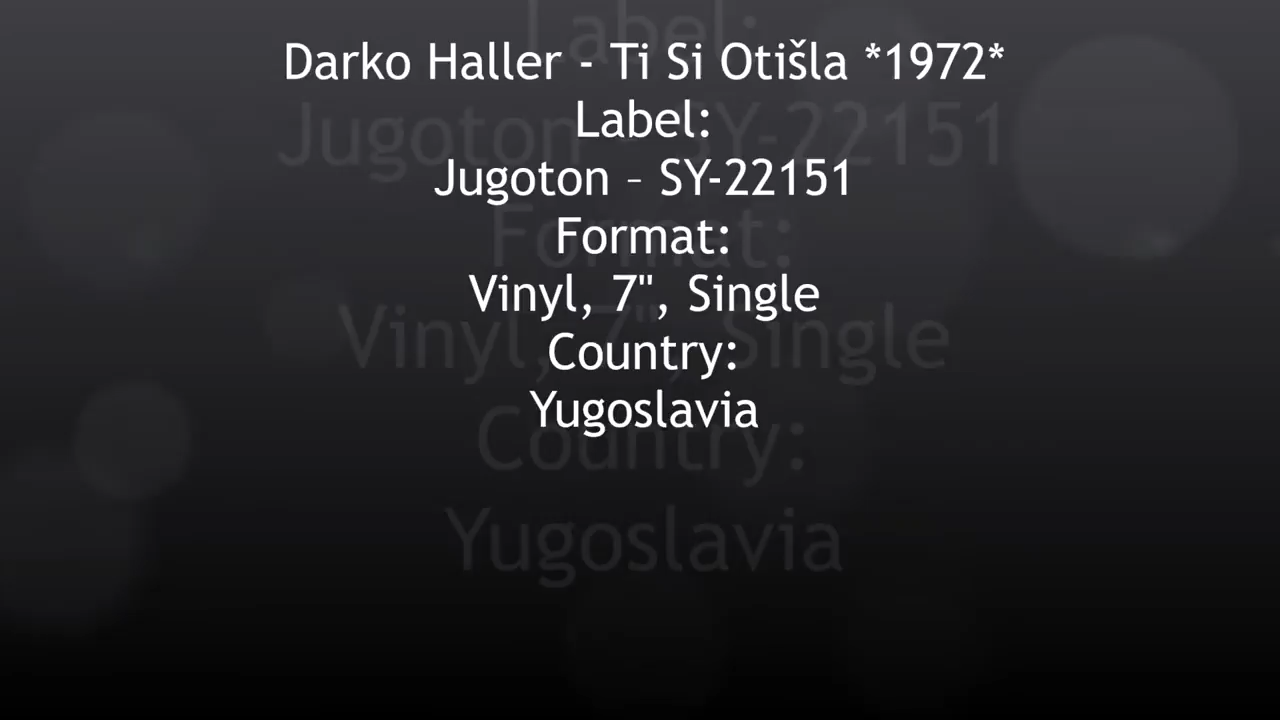 Darko Haller - Ti Si Otišla *1972*
Label:
Jugoton – SY-22151
Format:
Vinyl, 7", Single
Country:
Yugoslavia